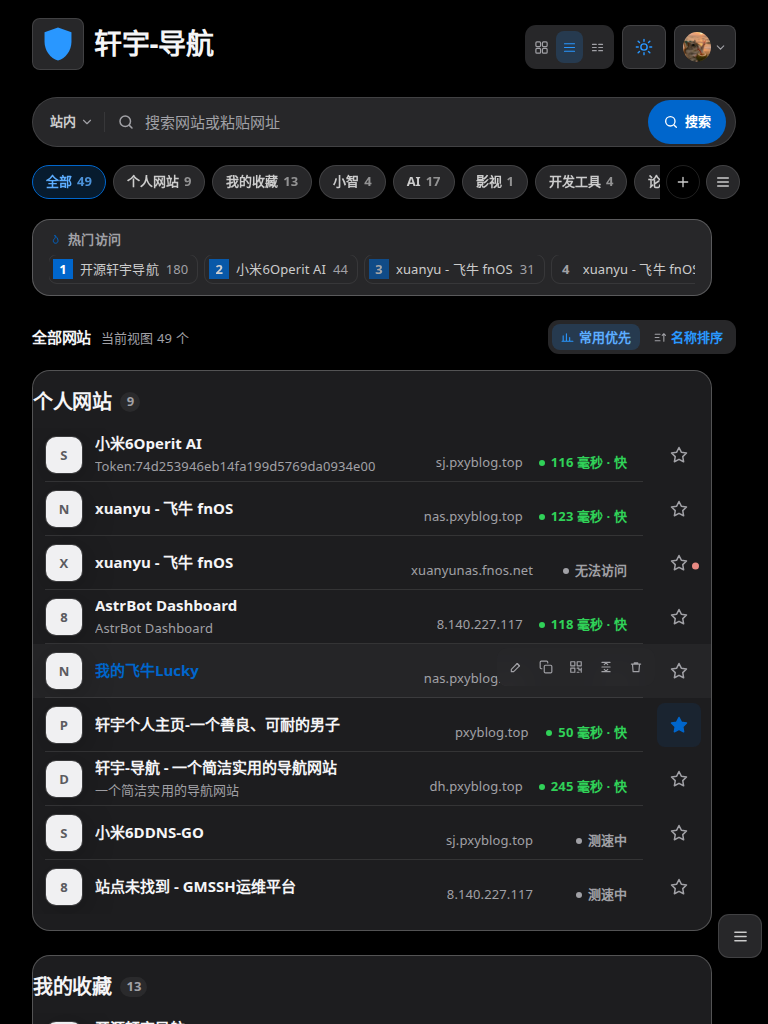 轩宇-导航
站内 搜索网站或粘贴网址 搜索
全部 49 个人网站 9 我的收藏 13 小智 4 AI 17 影视 1 开发工具 4 论
热门访问
1 开源轩宇导航 180 2 小米6Operit AI 44 3 xuanyu - 飞牛 fnOS 31 4 xuanyu - 飞牛 fnOS
全部网站 当前视图 49 个 常用优先 名称排序
个人网站 9
S 小米6Operit AI
Token:74d253946eb14fa199d5769da0934e00 sj.pxyblog.top 116 毫秒 · 快
N xuanyu - 飞牛 fnOS nas.pxyblog.top 123 毫秒 · 快
X xuanyu - 飞牛 fnOS xuanyunas.fnos.net 无法访问
8 AstrBot Dashboard
AstrBot Dashboard 8.140.227.117 118 毫秒 · 快
N 我的飞牛Lucky nas.pxyblog.
P 轩宇个人主页-一个善良、可耐的男子 pxyblog.top 50 毫秒 · 快
D 轩宇-导航 - 一个简洁实用的导航网站
一个简洁实用的导航网站 dh.pxyblog.top 245 毫秒 · 快
S 小米6DDNS-GO sj.pxyblog.top 测速中
8 站点未找到 - GMSSH运维平台 8.140.227.117 测速中
我的收藏 13